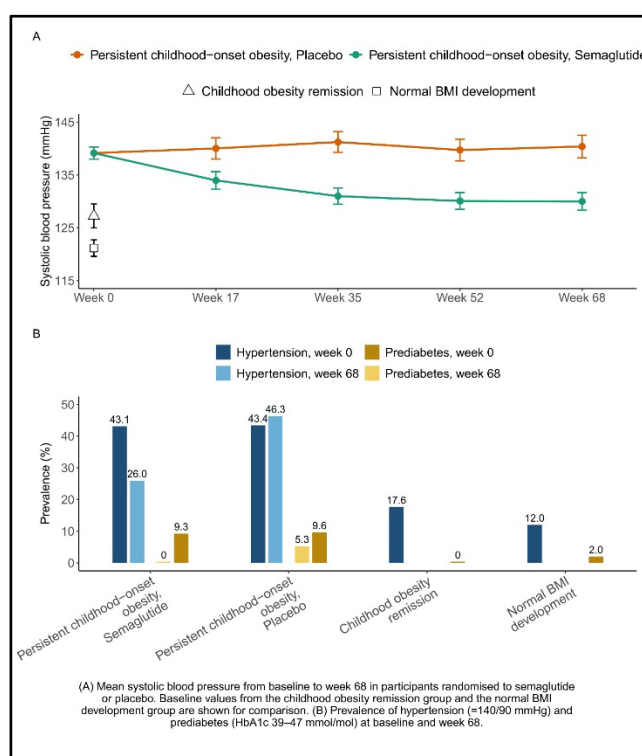 A
Persistent childhood−onset obesity, Placebo Persistent childhood−onset obesity, Semaglutide
Childhood obesity remission Normal BMI development
Systolic blood pressure (mmHg)
145
135
125
115
Week 0 Week 17 Week 35 Week 52 Week 68
B
Hypertension, week 0 Prediabetes, week 0
Hypertension, week 68 Prediabetes, week 68
Prevalence (%)
50
40
30
20
10
0
43.1 26.0 0 9.3 43.4 46.3 5.3 9.6 17.6 0 12.0 2.0
Persistent childhood−onset
obesity,
Semaglutide
Persistent childhood−onset
obesity,
Placebo
Childhood obesity
remission
Normal BMI
development
(A) Mean systolic blood pressure from baseline to week 68 in participants randomised to semaglutide
or placebo. Baseline values from the childhood obesity remission group and the normal BMI
development group are shown for comparison. (B) Prevalence of hypertension (=140/90 mmHg) and
prediabetes (HbA1c 39–47 mmol/mol) at baseline and week 68.